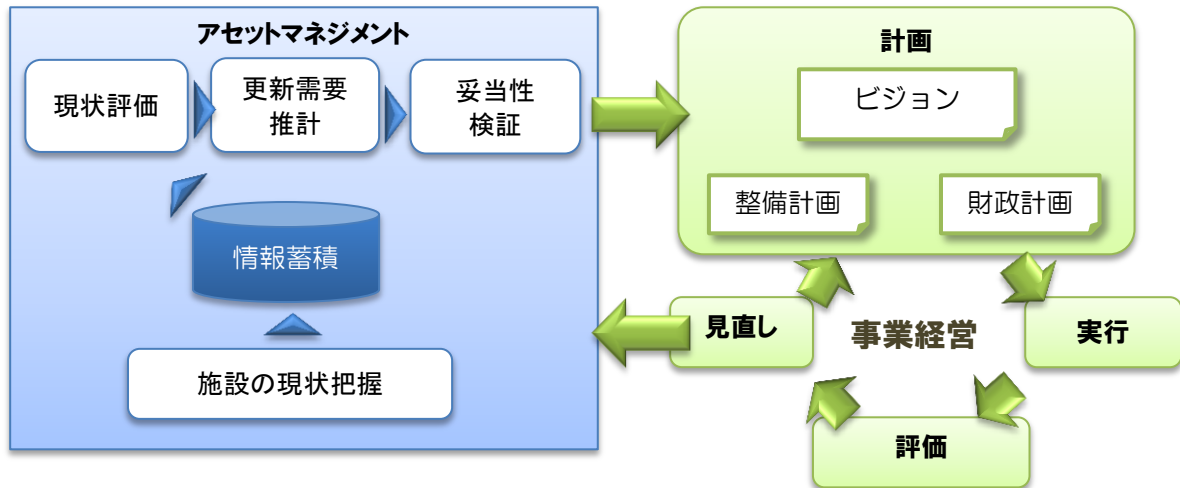 アセットマネジメント
現状評価
更新需要
推計
妥当性
検証
情報蓄積
施設の現状把握
計画
ビジョン
整備計画
財政計画
見直し
事業経営
実行
評価